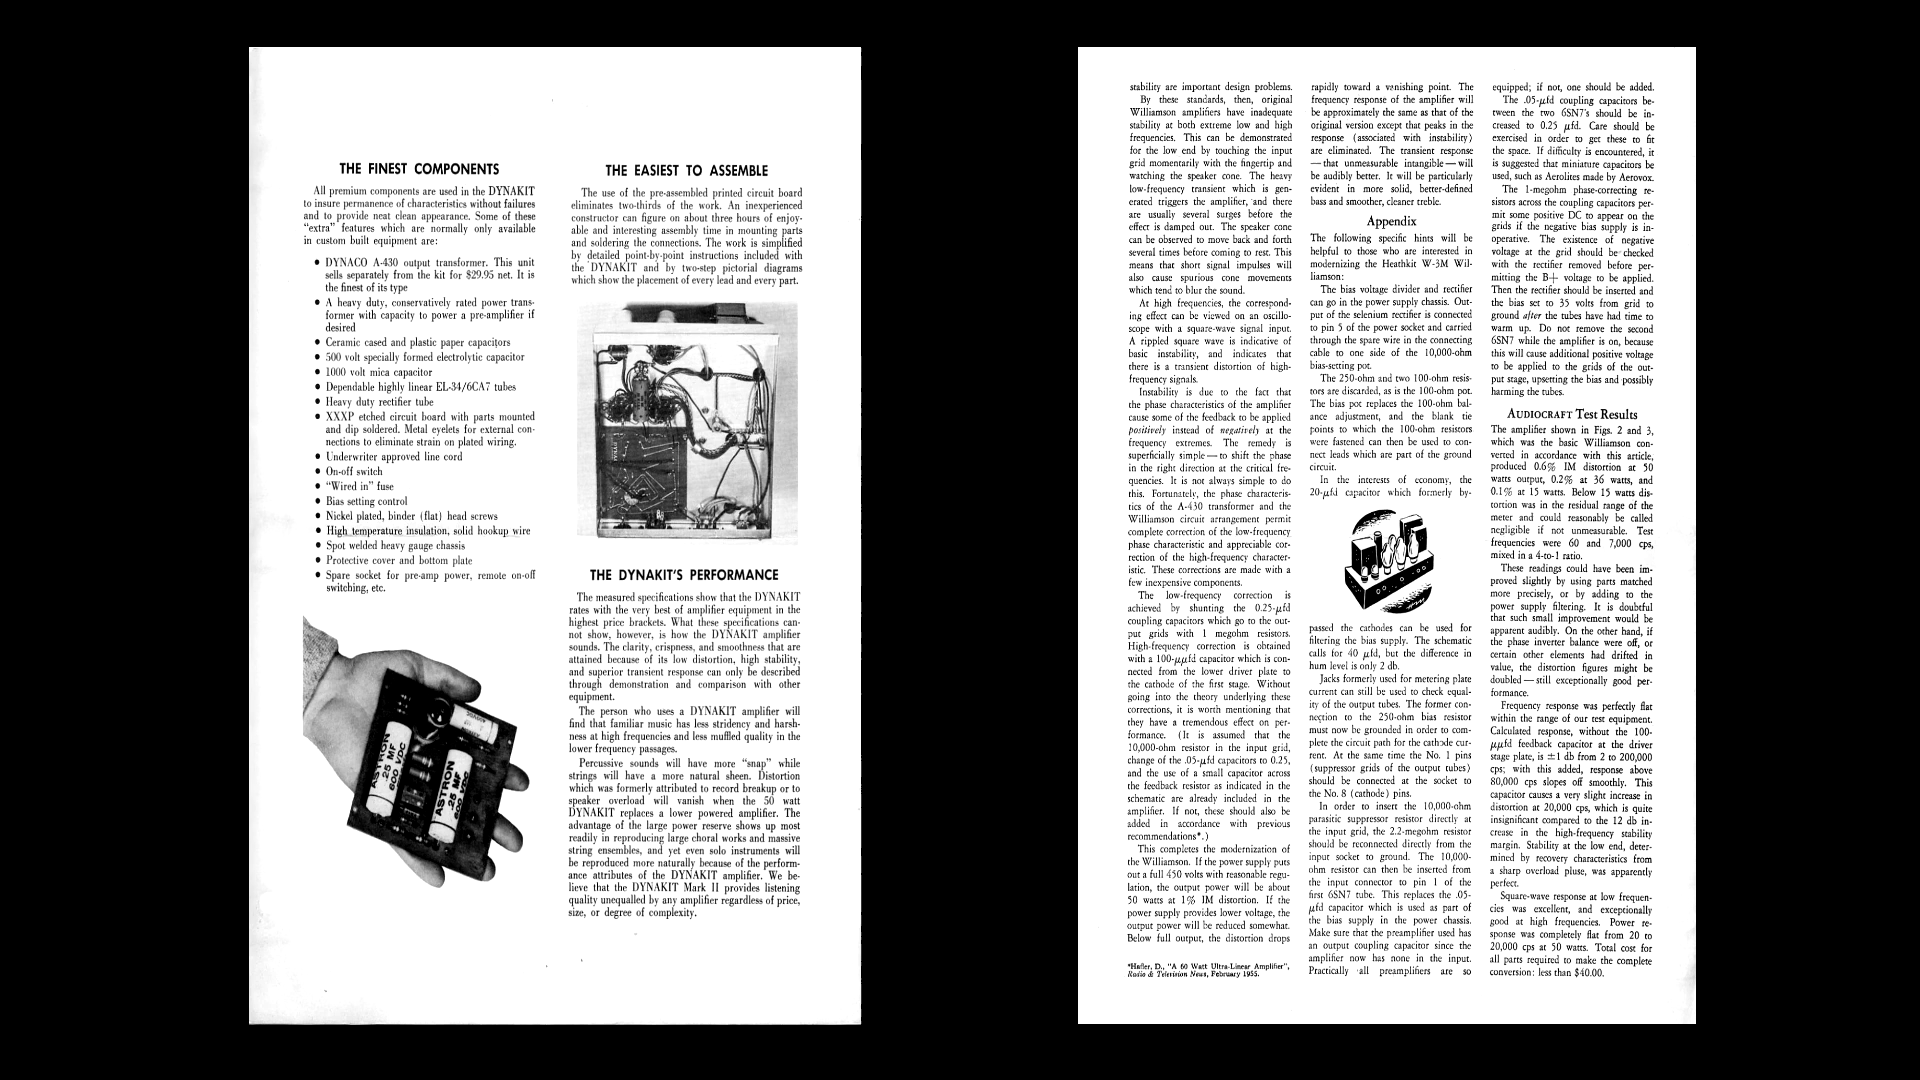 THE FINEST COMPONENTS
All premium components are used in the DYNAKIT
to insure permanence of characteristics without failures
and to provide neat clean appearance. Some of these
“extra” features which are normally only available
in custom built equipment are:
● DYNACO A-430 output transformer. This unit
sells separately from the kit for $29.95 net. It is
the finest of its type
● A heavy duty, conservatively rated power trans-
former with capacity to power a pre-amplifier if
desired
● Ceramic cased and plastic paper capacitors
● 500 volt specially formed electrolytic capacitor
● 1000 volt mica capacitor
● Dependable highly linear EL-34/6CA7 tubes
● Heavy duty rectifier tube
● XXXP etched circuit board with parts mounted
and dip soldered. Metal eyelets for external con-
nections to eliminate strain on plated wiring.
● Underwriter approved line cord
● On-off switch
● “Wired in” fuse
● Bias setting control
● Nickel plated, binder (flat) head screws
● High temperature insulation, solid hookup wire
● Spot welded heavy gauge chassis
● Protective cover and bottom plate
● Spare socket for pre-amp power, remote on-off
switching, etc.
ASTRON
.25 MF
600 VDC
ASTRON
.25 MF
600 VDC
THE EASIEST TO ASSEMBLE
The use of the pre-assembled printed circuit board
eliminates two-thirds of the work. An inexperienced
constructor can figure on about three hours of enjoy-
able and interesting assembly time in mounting parts
and soldering the connections. The work is simplified
by detailed point-by-point instructions included with
the DYNAKIT and by two-step pictorial diagrams
which show the placement of every lead and every part.
THE DYNAKIT'S PERFORMANCE
The measured specifications show that the DYNAKIT
rates with the very best of amplifier equipment in the
highest price brackets. What these specifications can-
not show, however, is how the DYNAKIT amplifier
sounds. The clarity, crispness, and smoothness that are
attained because of its low distortion, high stability,
and superior transient response can only be described
through demonstration and comparison with other
equipment.
The person who uses a DYNAKIT amplifier will
find that familiar music has less stridency and harsh-
ness at high frequencies and less muffled quality in the
lower frequency passages.
Percussive sounds will have more “snap” while
strings will have a more natural sheen. Distortion
which was formerly attributed to record breakup or to
speaker overload will vanish when the 50 watt
DYNAKIT replaces a lower powered amplifier. The
advantage of the large power reserve shows up most
readily in reproducing large choral works and massive
string ensembles, and yet even solo instruments will
be reproduced more naturally because of the perform-
ance attributes of the DYNAKIT amplifier. We be-
lieve that the DYNAKIT Mark II provides listening
quality unequalled by any amplifier regardless of price,
size, or degree of complexity.
stability are important design problems.
By these standards, then, original
Williamson amplifiers have inadequate
stability at both extreme low and high
frequencies. This can be demonstrated
for the low end by touching the input
grid momentarily with the fingertip and
watching the speaker cone. The heavy
low-frequency transient which is gen-
erated triggers the amplifier, and there
are usually several surges before the
effect is damped out. The speaker cone
can be observed to move back and forth
several times before coming to rest. This
means that short signal impulses will
also cause spurious cone movements
which tend to blur the sound.
At high frequencies, the correspond-
ing effect can be viewed on an oscillo-
scope with a square-wave signal input.
A rippled square wave is indicative of
basic instability, and indicates that
there is a transient distortion of high-
frequency signals.
Instability is due to the fact that
the phase characteristics of the amplifier
cause some of the feedback to be applied
positively instead of negatively at the
frequency extremes. The remedy is
superficially simple — to shift the phase
in the right direction at the critical fre-
quencies. It is not always simple to do
this. Fortunately, the phase characteris-
tics of the A-430 transformer and the
Williamson circuit arrangement permit
complete correction of the low-frequency
phase characteristic and appreciable cor-
rection of the high-frequency character-
istic. These corrections are made with a
few inexpensive components.
The low-frequency correction is
achieved by shunting the 0.25-μfd
coupling capacitors which go to the out-
put grids with 1 megohm resistors.
High-frequency correction is obtained
with a 100-μμfd capacitor which is con-
nected from the lower driver plate to
the cathode of the first stage. Without
going into the theory underlying these
corrections, it is worth mentioning that
they have a tremendous effect on per-
formance. (It is assumed that the
10,000-ohm resistor in the input grid,
change of the .05-μfd capacitors to 0.25,
and the use of a small capacitor across
the feedback resistor as indicated in the
schematic are already included in the
amplifier. If not, these should also be
added in accordance with previous
recommendations*.)
This completes the modernization of
the Williamson. If the power supply puts
out a full 450 volts with reasonable regu-
lation, the output power will be about
50 watts at 1% IM distortion. If the
power supply provides lower voltage, the
output power will be reduced somewhat.
Below full output, the distortion drops
*Hafler, D., "A 60 Watt Ultra-Linear Amplifier",
Radio & Television News, February 1955.
rapidly toward a vanishing point. The
frequency response of the amplifier will
be approximately the same as that of the
original version except that peaks in the
response (associated with instability)
are eliminated. The transient response
— that unmeasurable intangible — will
be audibly better. It will be particularly
evident in more solid, better-defined
bass and smoother, cleaner treble.
Appendix
The following specific hints will be
helpful to those who are interested in
modernizing the Heathkit W-3M Wil-
liamson:
The bias voltage divider and rectifier
can go in the power supply chassis. Out-
put of the selenium rectifier is connected
to pin 5 of the power socket and carried
through the spare wire in the connecting
cable to one side of the 10,000-ohm
bias-setting pot.
The 250-ohm and two 100-ohm resis-
tors are discarded, as is the 100-ohm pot.
The bias pot replaces the 100-ohm bal-
ance adjustment, and the blank tie
points to which the 100-ohm resistors
were fastened can then be used to con-
nect leads which are part of the ground
circuit.
In the interests of economy, the
20-μfd capacitor which formerly by-
passed the cathodes can be used for
filtering the bias supply. The schematic
calls for 40 μfd, but the difference in
hum level is only 2 db.
Jacks formerly used for metering plate
current can still be used to check equal-
ity of the output tubes. The former con-
nection to the 250-ohm bias resistor
must now be grounded in order to com-
plete the circuit path for the cathode cur-
rent. At the same time the No. 1 pins
(suppressor grids of the output tubes)
should be connected at the socket to
the No. 8 (cathode) pins.
In order to insert the 10,000-ohm
parasitic suppressor resistor directly at
the input grid, the 2.2-megohm resistor
should be reconnected directly from the
input socket to ground. The 10,000-
ohm resistor can then be inserted from
the input connector to pin 1 of the
first 6SN7 tube. This replaces the .05-
μfd capacitor which is used as part of
the bias supply in the power chassis.
Make sure that the preamplifier used has
an output coupling capacitor since the
amplifier now has none in the input.
Practically all preamplifiers are so
equipped; if not, one should be added.
The .05-μfd coupling capacitors be-
tween the two 6SN7's should be in-
creased to 0.25 μfd. Care should be
exercised in order to get these to fit
the space. If difficulty is encountered, it
is suggested that miniature capacitors be
used, such as Aerolites made by Aerovox.
The 1-megohm phase-correcting re-
sistors across the coupling capacitors per-
mit some positive DC to appear on the
grids if the negative bias supply is in-
operative. The existence of negative
voltage at the grid should be checked
with the rectifier removed before per-
mitting the B+ voltage to be applied.
Then the rectifier should be inserted and
the bias set to 35 volts from grid to
ground after the tubes have had time to
warm up. Do not remove the second
6SN7 while the amplifier is on, because
this will cause additional positive voltage
to be applied to the grids of the out-
put stage, upsetting the bias and possibly
harming the tubes.
AUDIOCRAFT Test Results
The amplifier shown in Figs. 2 and 3,
which was the basic Williamson con-
verted in accordance with this article,
produced 0.6% IM distortion at 50
watts output, 0.2% at 36 watts, and
0.1% at 15 watts. Below 15 watts dis-
tortion was in the residual range of the
meter and could reasonably be called
negligible if not unmeasurable. Test
frequencies were 60 and 7,000 cps,
mixed in a 4-to-1 ratio.
These readings could have been im-
proved slightly by using parts matched
more precisely, or by adding to the
power supply filtering. It is doubtful
that such small improvement would be
apparent audibly. On the other hand, if
the phase inverter balance were off, or
certain other elements had drifted in
value, the distortion figures might be
doubled — still exceptionally good per-
formance.
Frequency response was perfectly flat
within the range of our test equipment.
Calculated response, without the 100-
μμfd feedback capacitor at the driver
stage plate, is ±1 db from 2 to 200,000
cps; with this added, response above
80,000 cps slopes off smoothly. This
capacitor causes a very slight increase in
distortion at 20,000 cps, which is quite
insignificant compared to the 12 db in-
crease in the high-frequency stability
margin. Stability at the low end, deter-
mined by recovery characteristics from
a sharp overload pluse, was apparently
perfect.
Square-wave response at low frequen-
cies was excellent, and exceptionally
good at high frequencies. Power re-
sponse was completely flat from 20 to
20,000 cps at 50 watts. Total cost for
all parts required to make the complete
conversion: less than $40.00.